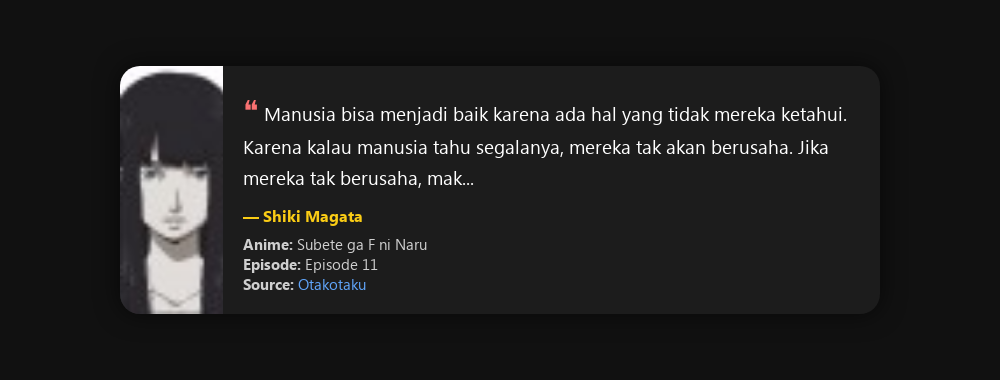 ❝ Manusia bisa menjadi baik karena ada hal yang tidak mereka ketahui.
Karena kalau manusia tahu segalanya, mereka tak akan berusaha. Jika
mereka tak berusaha, mak...
— Shiki Magata
Anime: Subete ga F ni Naru
Episode: Episode 11
Source: Otakotaku